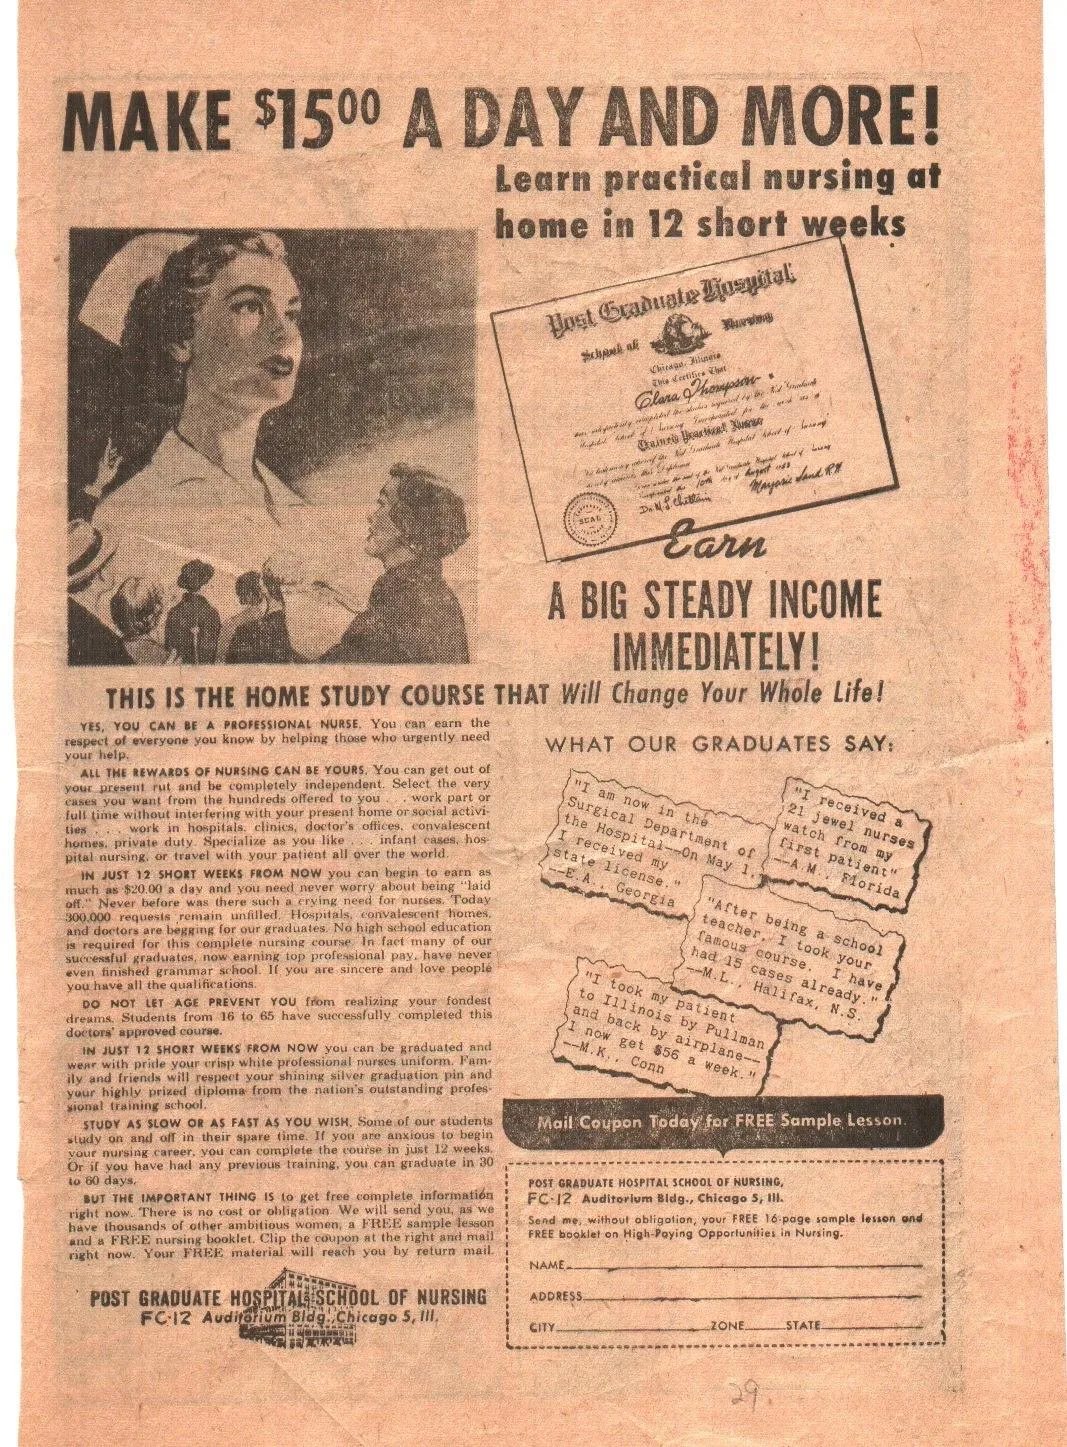 MAKE $15.00 A DAY AND MORE!
Learn practical nursing at
home in 12 short weeks
Post Graduate Hospital
School of Nursing
Chicago, Illinois
This Certifies That
Clara Thompson
Trained Practical Nurse
SEAL
Marjorie Sand R.N.
Earn
A BIG STEADY INCOME
IMMEDIATELY!
THIS IS THE HOME STUDY COURSE THAT Will Change Your Whole Life!
YES, YOU CAN BE A PROFESSIONAL NURSE. You can earn the
respect of everyone you know by helping those who urgently need
your help.
ALL THE REWARDS OF NURSING CAN BE YOURS. You can get out of
your present rut and be completely independent. Select the very
cases you want from the hundreds offered to you . . . work part or
full time without interfering with your present home or social activi-
ties . . . work in hospitals, clinics, doctor's offices, convalescent
homes, private duty. Specialize as you like . . . infant cases, hos-
pital nursing, or travel with your patient all over the world.
IN JUST 12 SHORT WEEKS FROM NOW you can begin to earn as
much as $20.00 a day and you need never worry about being "laid
off." Never before was there such a crying need for nurses. Today
300,000 requests remain unfilled. Hospitals, convalescent homes,
and doctors are begging for our graduates. No high school education
is required for this complete nursing course. In fact many of our
successful graduates, now earning top professional pay, have never
even finished grammar school. If you are sincere and love people
you have all the qualifications.
DO NOT LET AGE PREVENT YOU from realizing your fondest
dreams. Students from 16 to 65 have successfully completed this
doctors' approved course.
IN JUST 12 SHORT WEEKS FROM NOW you can be graduated and
wear with pride your crisp white professional nurses uniform. Fam-
ily and friends will respect your shining silver graduation pin and
your highly prized diploma from the nation's outstanding profes-
sional training school.
STUDY AS SLOW OR AS FAST AS YOU WISH. Some of our students
study on and off in their spare time. If you are anxious to begin
your nursing career, you can complete the course in just 12 weeks.
Or if you have had any previous training, you can graduate in 30
to 60 days.
BUT THE IMPORTANT THING IS to get free complete information
right now. There is no cost or obligation. We will send you, as we
have thousands of other ambitious women, a FREE sample lesson
and a FREE nursing booklet. Clip the coupon at the right and mail
right now. Your FREE material will reach you by return mail.
POST GRADUATE HOSPITAL SCHOOL OF NURSING
FC-12 Auditorium Bldg., Chicago 5, Ill.
WHAT OUR GRADUATES SAY:
"I am now in the
Surgical Department of
the Hospital--On May 1,
I received my
state license."
--E.A., Georgia
"I received a
21 jewel nurses
watch from my
first patient"
--A.M., Florida
"After being a school
teacher, I took your
famous course. I have
had 15 cases already."
--M.L., Halifax, N.S.
"I took my patient
to Illinois by Pullman
and back by airplane--
I now get $56 a week."
--M.K., Conn
Mail Coupon Today for FREE Sample Lesson.
POST GRADUATE HOSPITAL SCHOOL OF NURSING,
FC-12 Auditorium Bldg., Chicago 5, Ill.
Send me, without obligation, your FREE 16-page sample lesson and
FREE booklet on High-Paying Opportunities in Nursing.
NAME
ADDRESS
CITY ZONE STATE
29